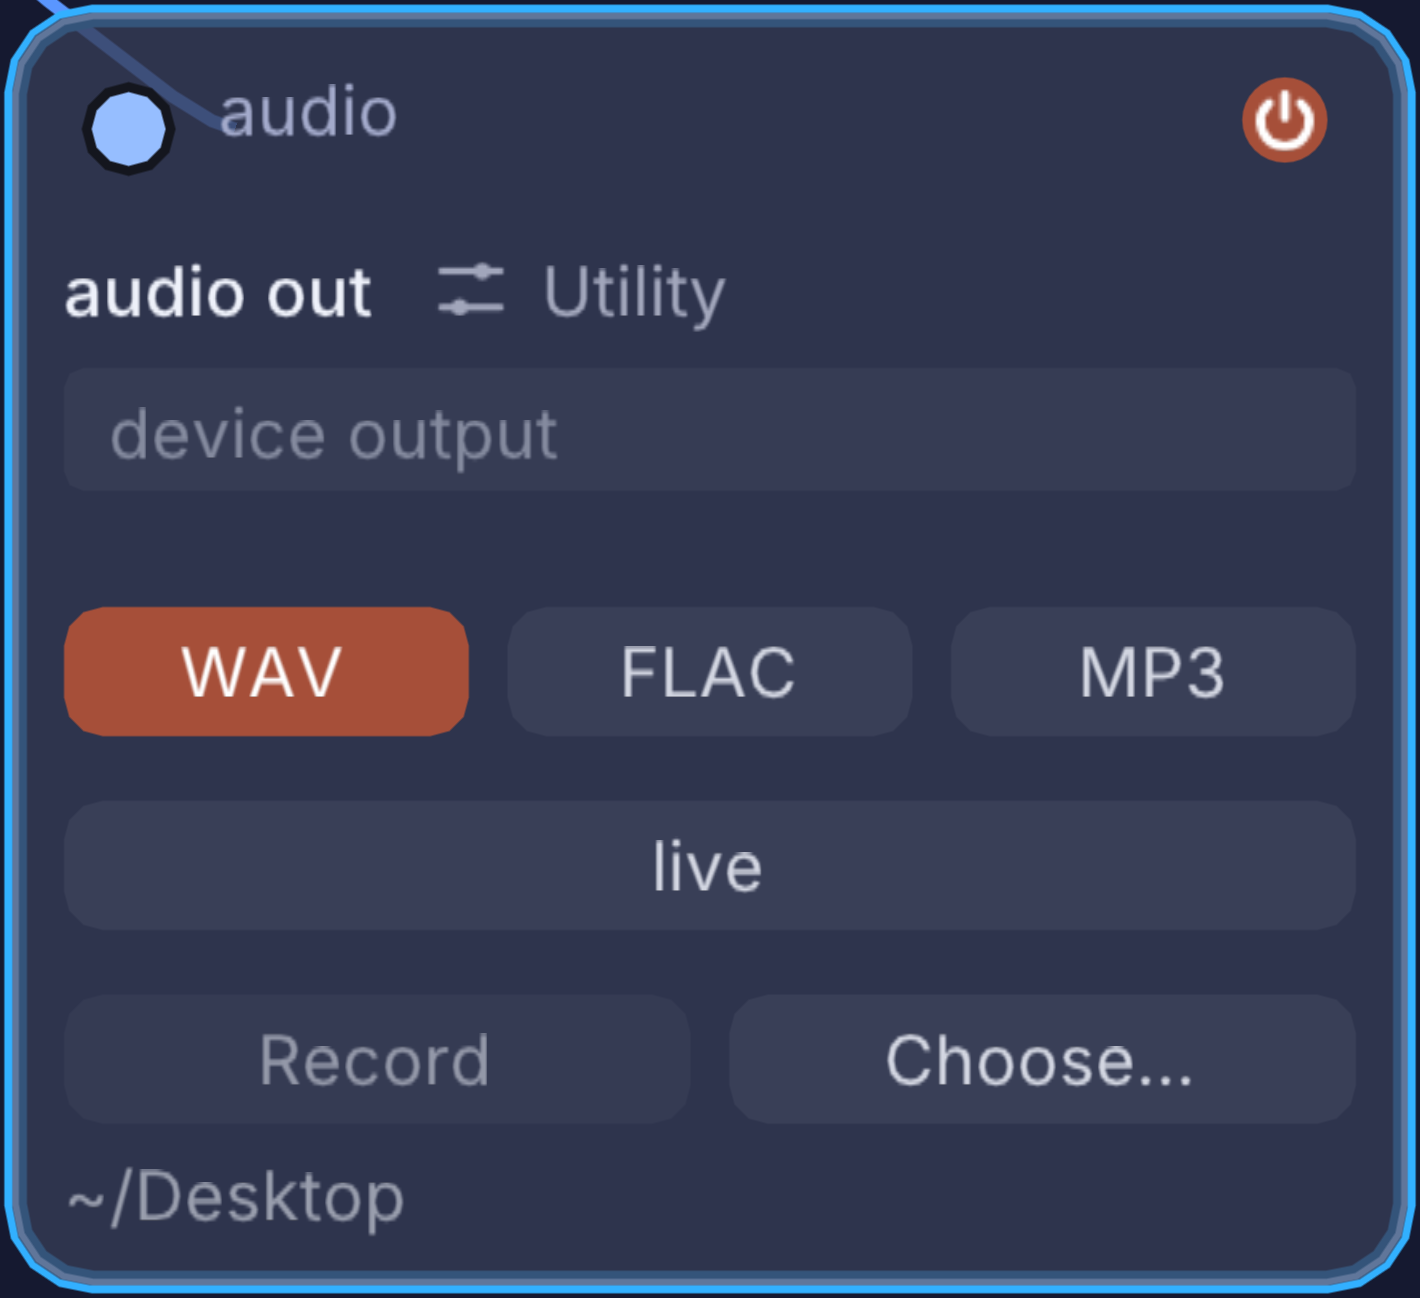 audio
audio out Utility
device output
WAV FLAC MP3
live
Record Choose...
~/Desktop